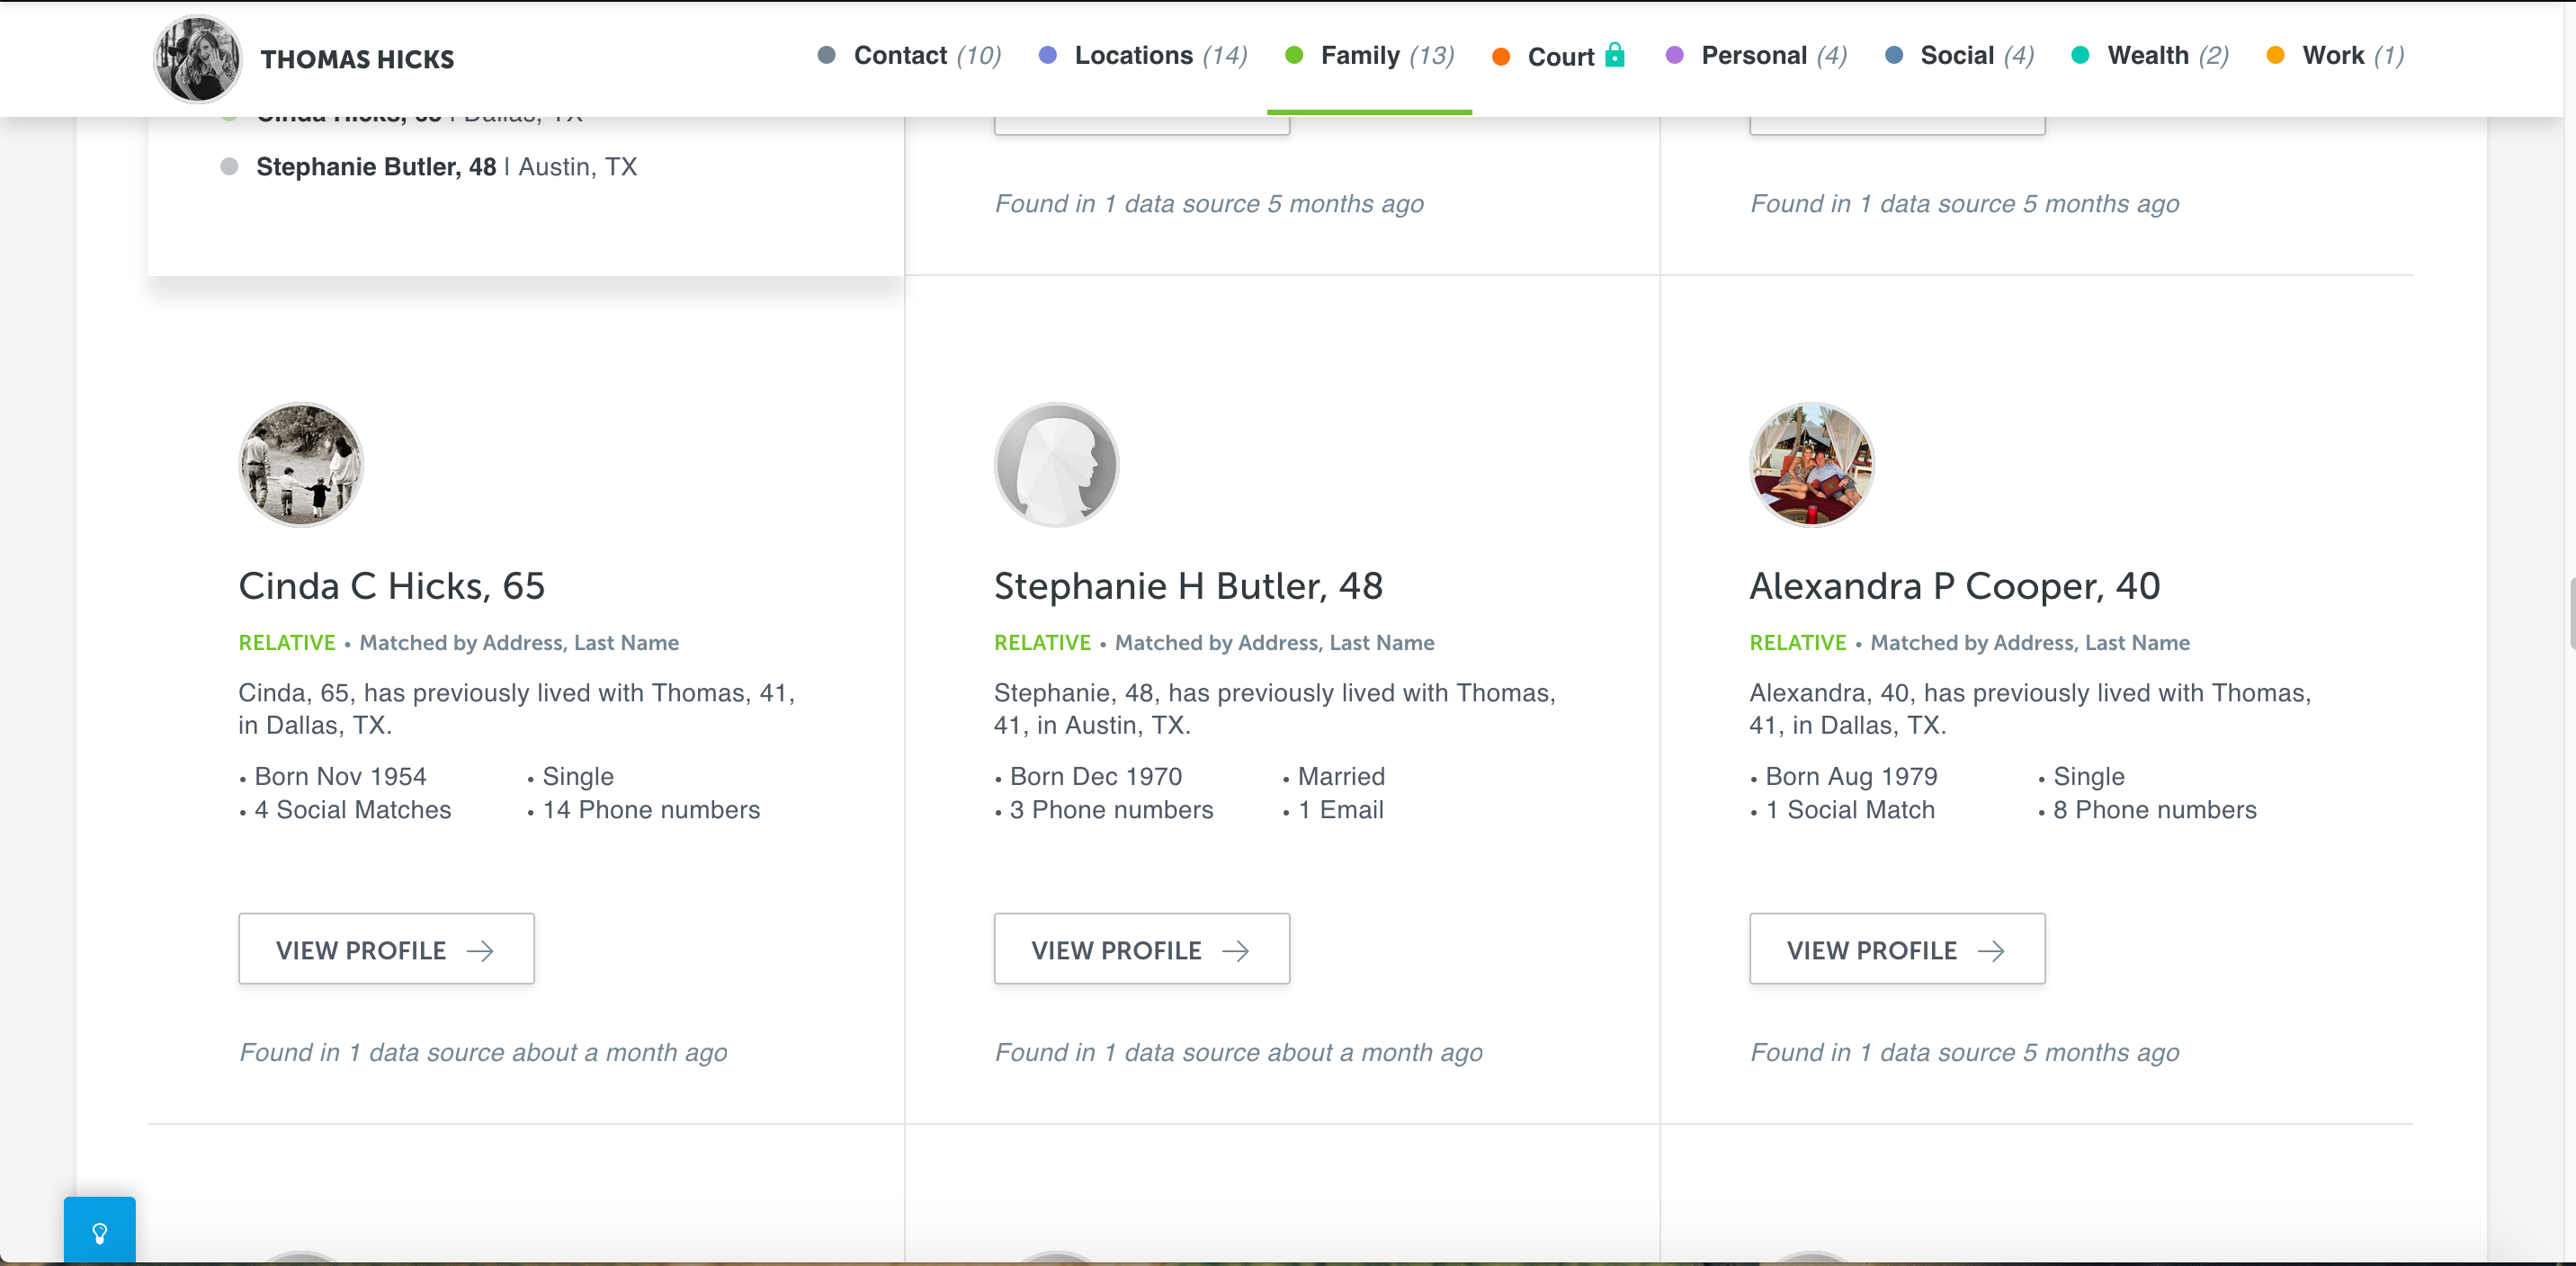 THOMAS HICKS
Contact (10)
Locations (14)
Family (13)
Court
Personal (4)
Social (4)
Wealth (2)
Work (1)
Cinda Hicks, 65 | Dallas, TX
Stephanie Butler, 48 | Austin, TX
Found in 1 data source 5 months ago
Found in 1 data source 5 months ago
Cinda C Hicks, 65
RELATIVE • Matched by Address, Last Name
Cinda, 65, has previously lived with Thomas, 41,
in Dallas, TX.
• Born Nov 1954
• Single
• 4 Social Matches
• 14 Phone numbers
VIEW PROFILE →
Found in 1 data source about a month ago
Stephanie H Butler, 48
RELATIVE • Matched by Address, Last Name
Stephanie, 48, has previously lived with Thomas,
41, in Austin, TX.
• Born Dec 1970
• Married
• 3 Phone numbers
• 1 Email
VIEW PROFILE →
Found in 1 data source about a month ago
Alexandra P Cooper, 40
RELATIVE • Matched by Address, Last Name
Alexandra, 40, has previously lived with Thomas,
41, in Dallas, TX.
• Born Aug 1979
• Single
• 1 Social Match
• 8 Phone numbers
VIEW PROFILE →
Found in 1 data source 5 months ago